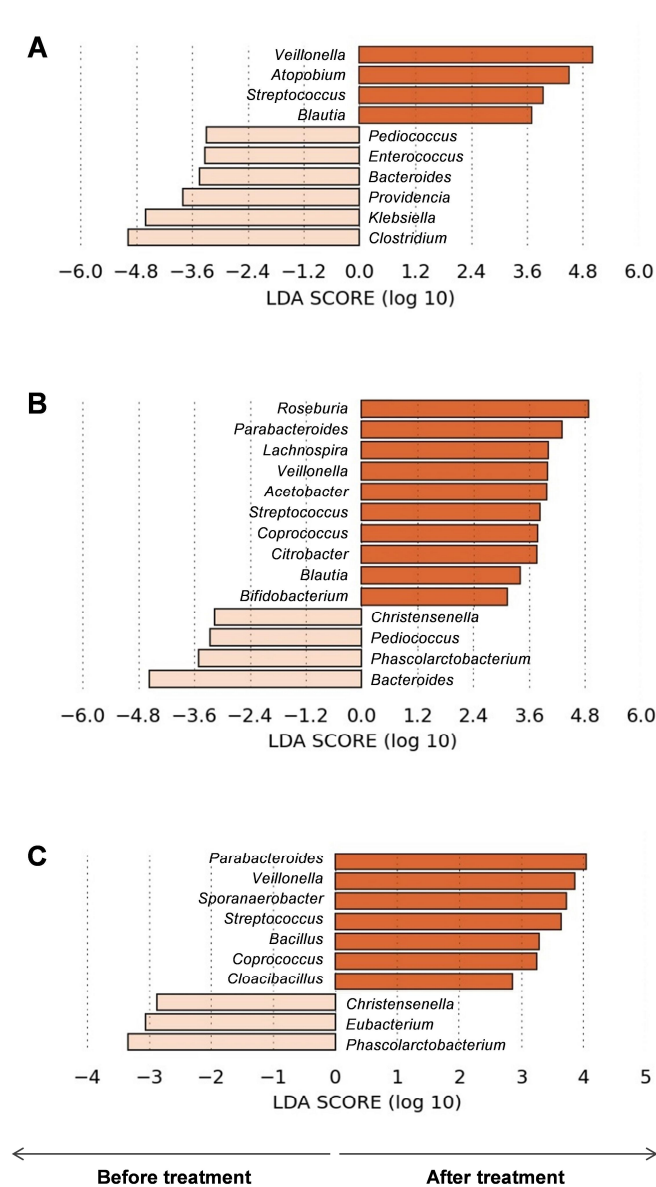 A
Veillonella
Atopobium
Streptococcus
Blautia
Pediococcus
Enterococcus
Bacteroides
Providencia
Klebsiella
Clostridium
−6.0 −4.8 −3.6 −2.4 −1.2 0.0 1.2 2.4 3.6 4.8 6.0
LDA SCORE (log 10)
B
Roseburia
Parabacteroides
Lachnospira
Veillonella
Acetobacter
Streptococcus
Coprococcus
Citrobacter
Blautia
Bifidobacterium
Christensenella
Pediococcus
Phascolarctobacterium
Bacteroides
−6.0 −4.8 −3.6 −2.4 −1.2 0.0 1.2 2.4 3.6 4.8 6.0
LDA SCORE (log 10)
C
Parabacteroides
Veillonella
Sporanaerobacter
Streptococcus
Bacillus
Coprococcus
Cloacibacillus
Christensenella
Eubacterium
Phascolarctobacterium
−4 −3 −2 −1 0 1 2 3 4 5
LDA SCORE (log 10)
Before treatment After treatment